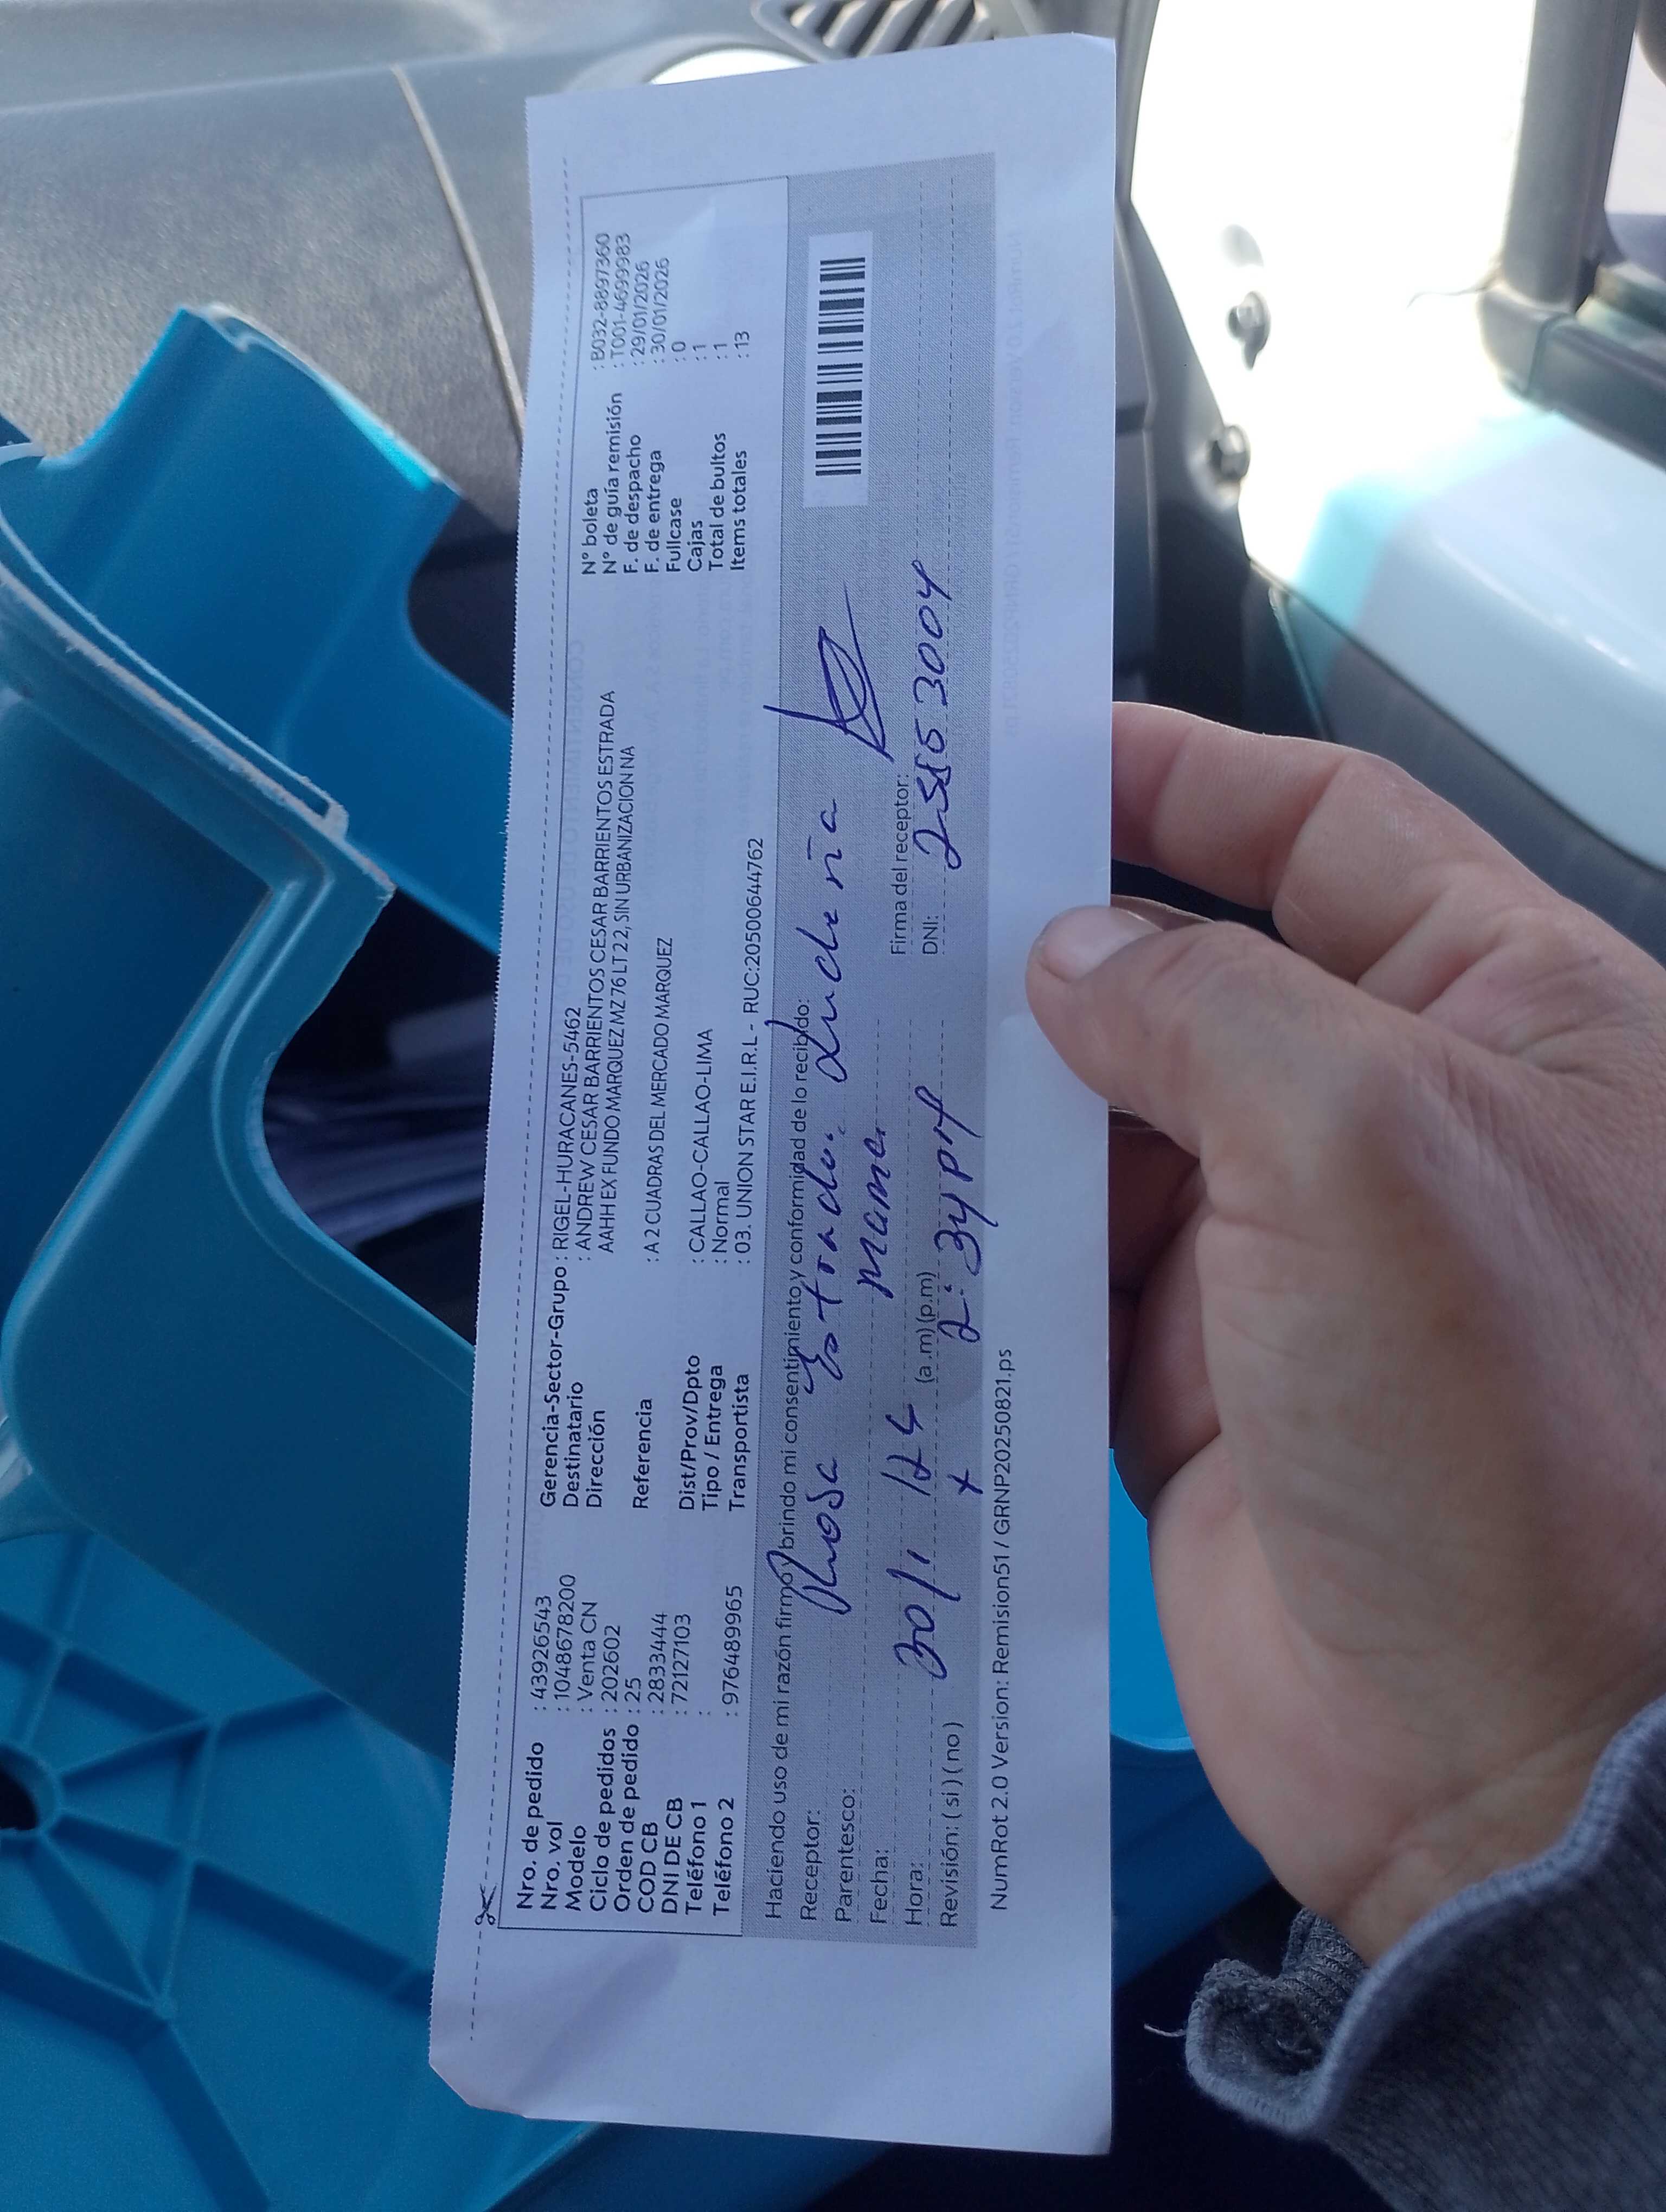 Nro. de pedido : 43926543
Nro. vol : 1048678200
Modelo : Venta CN
Ciclo de pedidos : 202602
Orden de pedido : 25
COD CB : 2833444
DNI DE CB : 72127103
Teléfono 1 :
Teléfono 2 : 976489965
Gerencia-Sector-Grupo : RIGEL-HURACANES-5462
Destinatario : ANDREW CESAR BARRIENTOS CESAR BARRIENTOS ESTRADA
Dirección AAHH EX FUNDO MARQUEZ MZ 76 LT 22, SIN URBANIZACION NA
Referencia : A 2 CUADRAS DEL MERCADO MARQUEZ
Dist/Prov/Dpto : CALLAO-CALLAO-LIMA
Tipo / Entrega : Normal
Transportista : 03. UNION STAR E.I.R.L - RUC:20500644762
N° boleta : B032-8897360
N° de guía remisión : T001-4699983
F. de despacho : 29/01/2026
F. de entrega : 30/01/2026
Fullcase : 0
Cajas : 1
Total de bultos : 1
Items totales : 13
Haciendo uso de mi razón firmo y brindo mi consentimiento y conformidad de lo recibido:
Receptor: Rosa Estrada Ludeña
Parentesco: mama
Fecha: 30/1
Hora: (a.m) (p.m) 2:34 PM
Revisión: ( si ) ( no )
Firma del receptor:
DNI:
NumRot 2.0 Version: Remision51 / GRNP20250821.ps